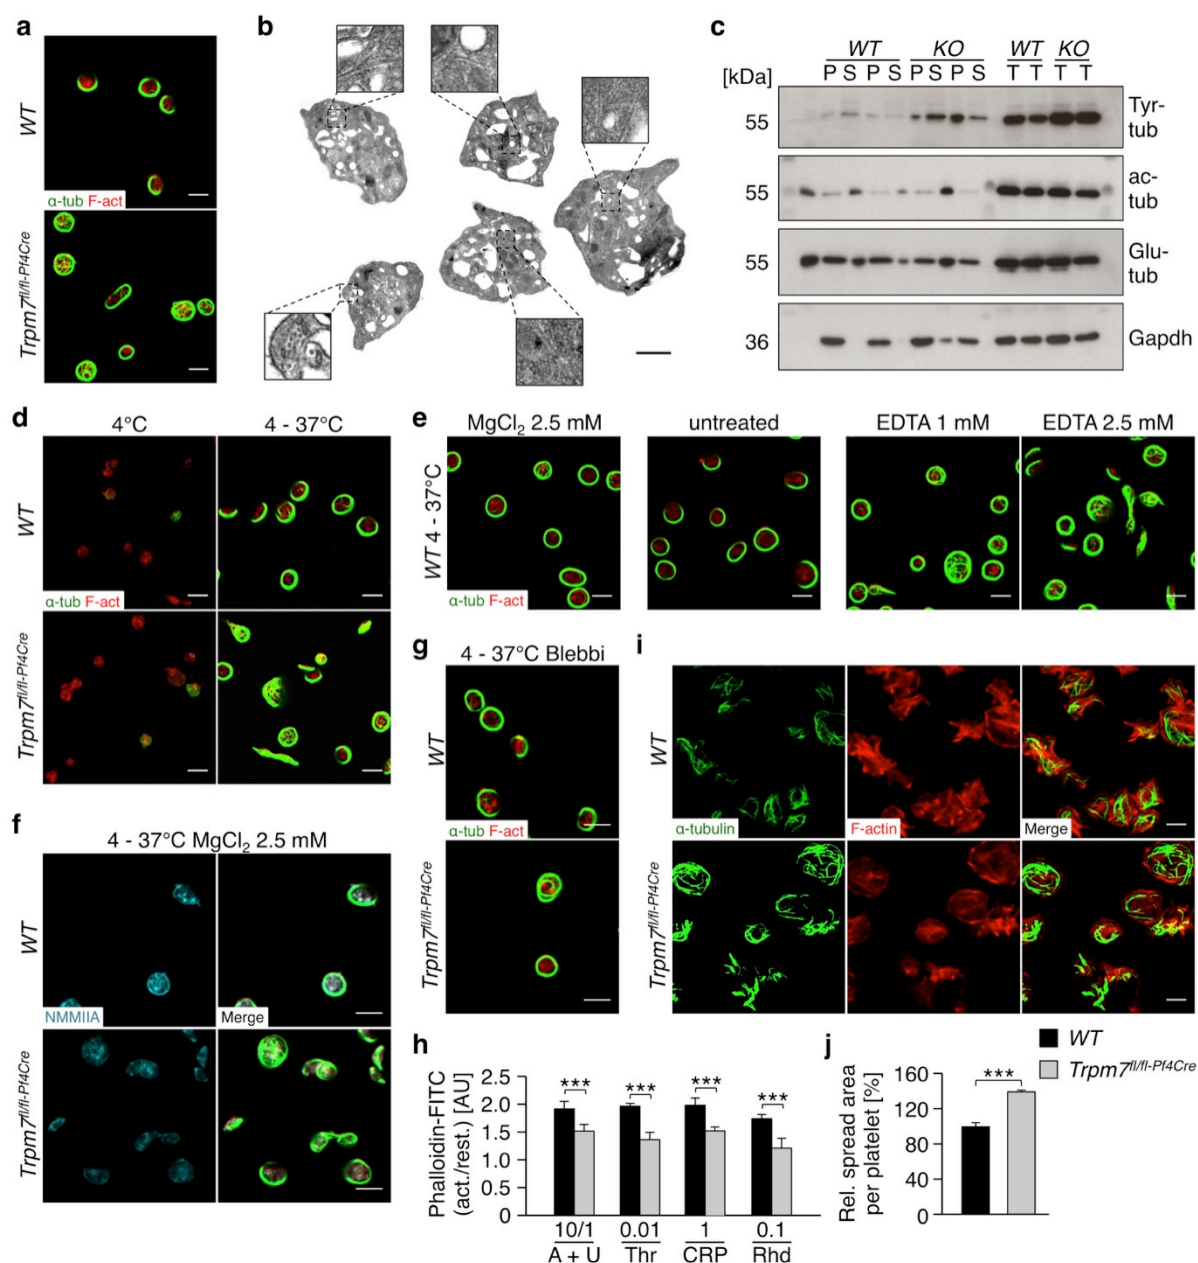 a
WT
α-tub F-act
Trpm7fl/fl-Pf4Cre
b
c
WT KO WT KO
[kDa] P S P S P S P S T T T T
55 Tyr-
tub
55 ac-
tub
55 Glu-
tub
36 Gapdh
d
4°C 4 - 37°C
WT
α-tub F-act
Trpm7fl/fl-Pf4Cre
e
MgCl2 2.5 mM untreated EDTA 1 mM EDTA 2.5 mM
WT 4 - 37°C
α-tub F-act
f
4 - 37°C MgCl2 2.5 mM
WT
NMMIIA Merge
Trpm7fl/fl-Pf4Cre
g
4 - 37°C Blebbi
WT
α-tub F-act
Trpm7fl/fl-Pf4Cre
i
WT
α-tubulin F-actin Merge
Trpm7fl/fl-Pf4Cre
h
Phalloidin-FITC
(act./rest.) [AU]
2.5
2.0
1.5
1.0
0.5
0
*** *** *** ***
10/1 0.01 1 0.1
A + U Thr CRP Rhd
j
WT
Trpm7fl/fl-Pf4Cre
Rel. spread area
per platelet [%]
160
120
80
40
0
***